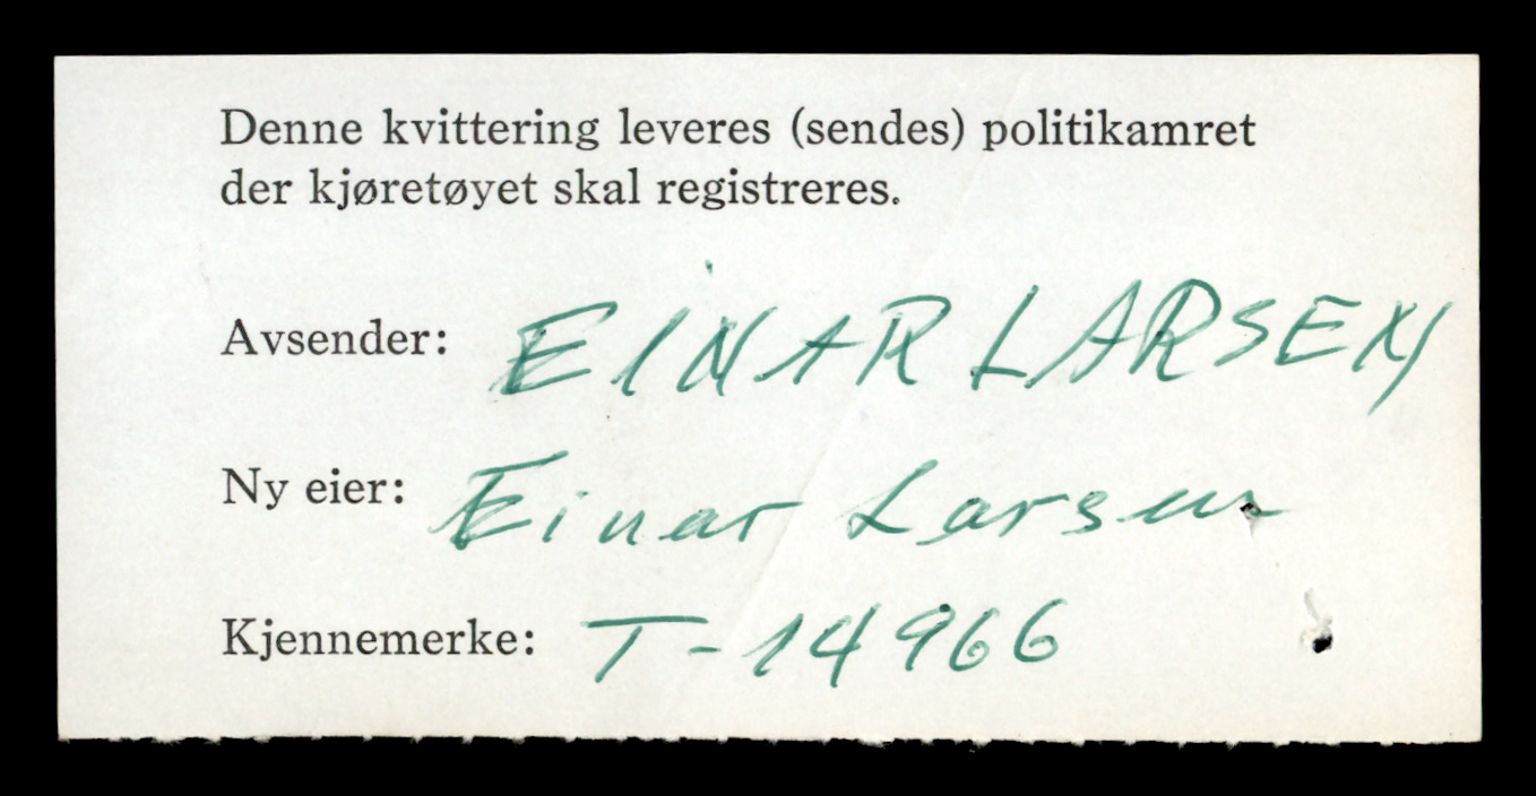 Denne kvittering leveres (sendes) politikamret
der kjøretøyet skal registreres.
Avsender: EINAR LARSEN
Ny eier: Einar Larsen
Kjennemerke: T-14966